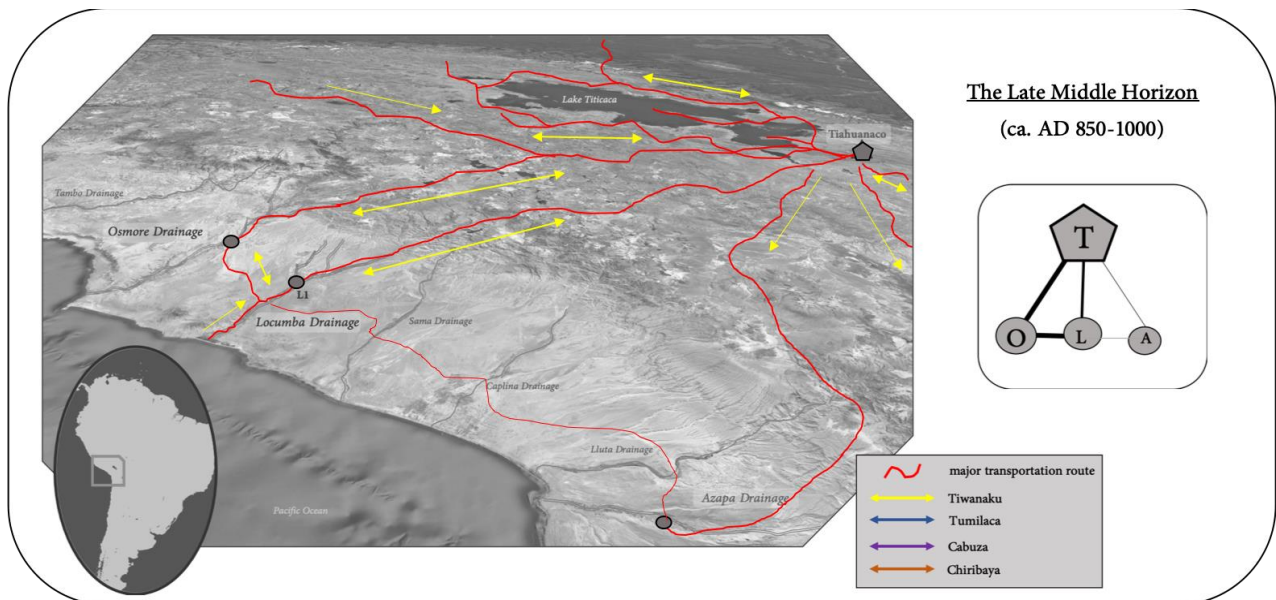 The Late Middle Horizon
(ca. AD 850-1000)
Lake Titicaca
Tiahuanaco
Tambo Drainage
Osmore Drainage
L1
Locumba Drainage
Sama Drainage
Caplina Drainage
Lluta Drainage
Azapa Drainage
Pacific Ocean
T
O
L
A
major transportation route
Tiwanaku
Tumilaca
Cabuza
Chiribaya